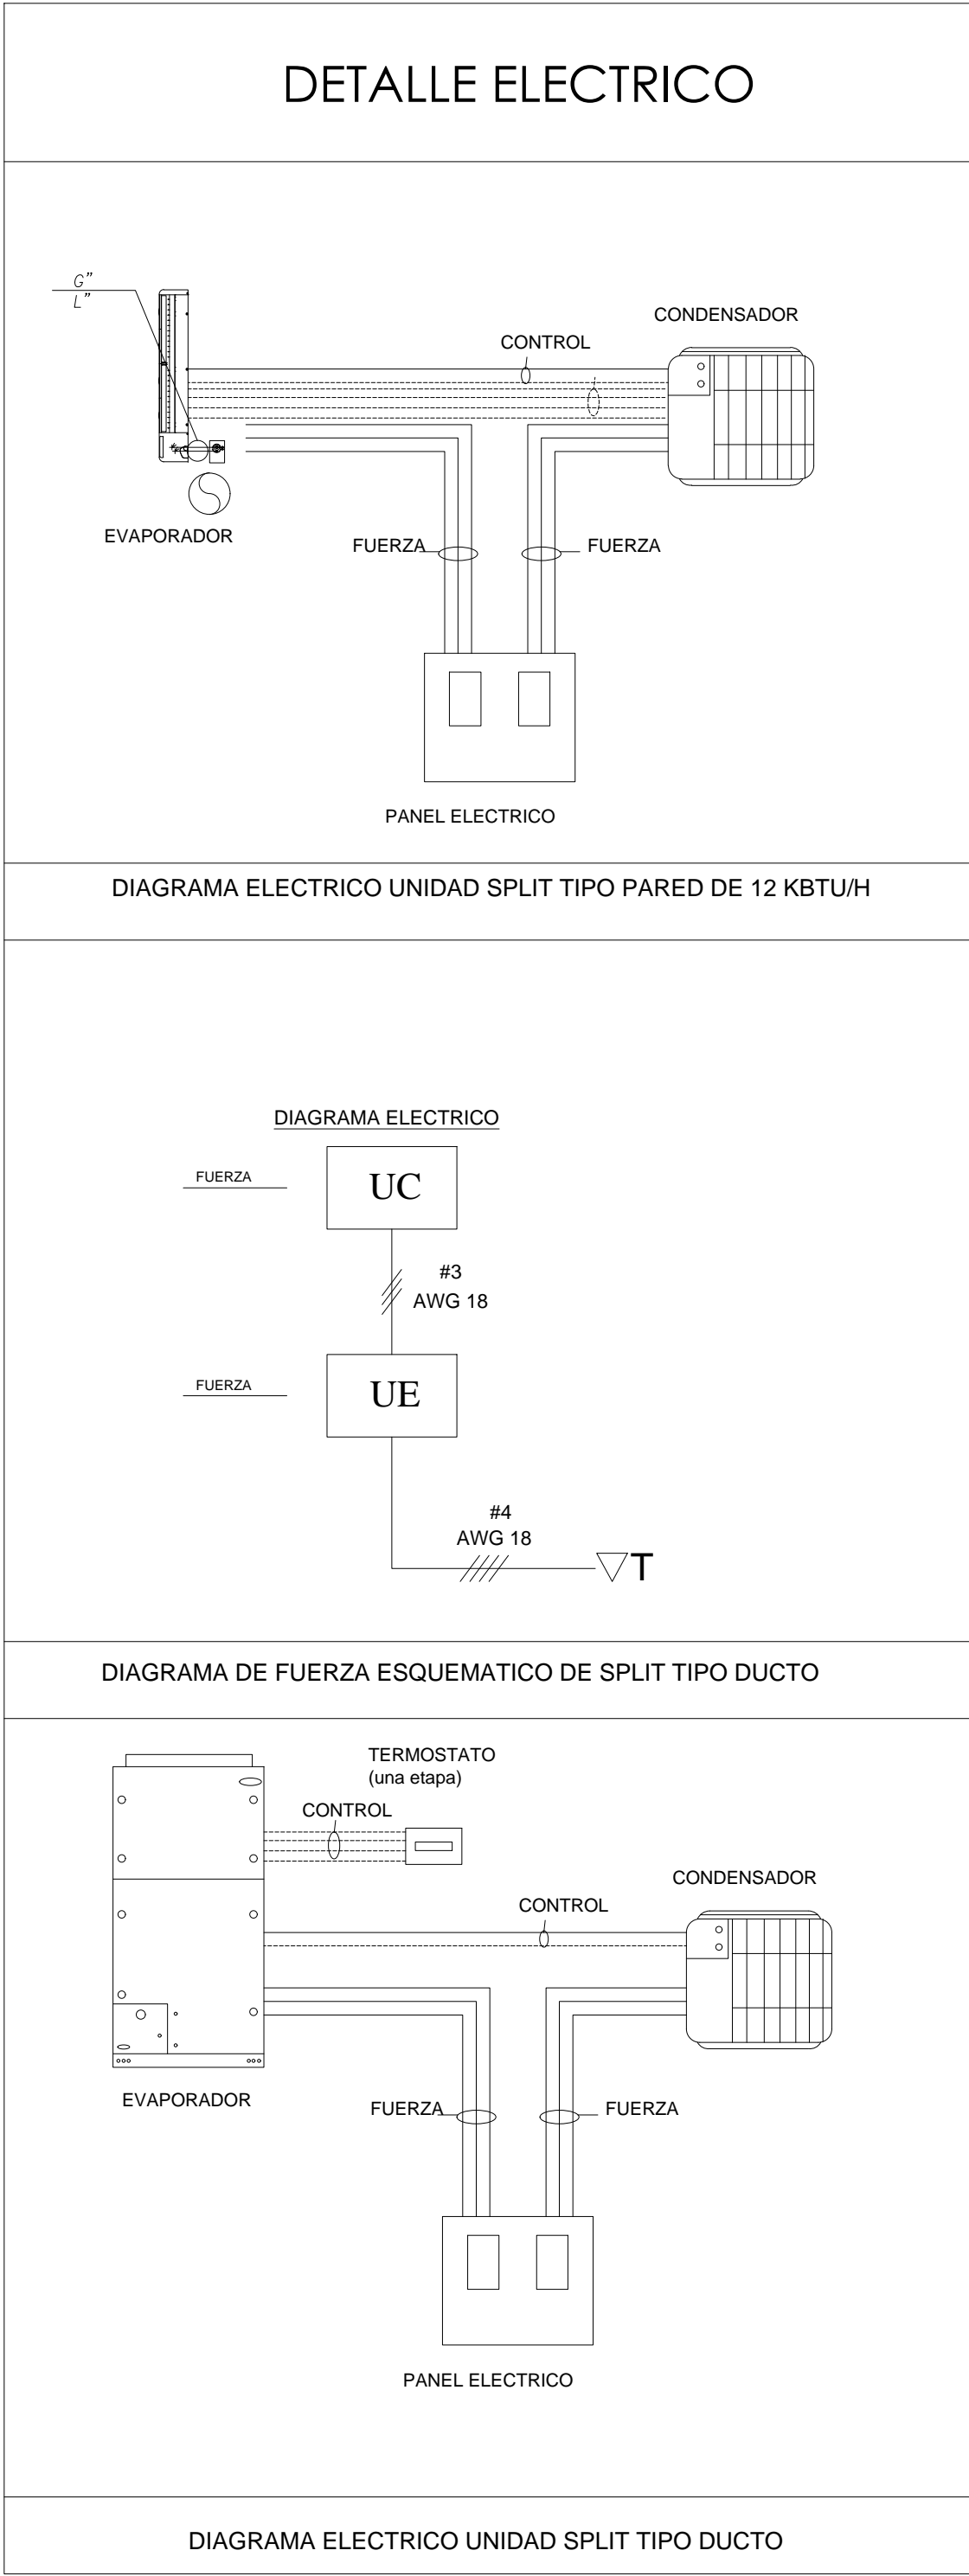 DETALLE ELECTRICO
G"
L"
CONTROL
CONDENSADOR
EVAPORADOR
FUERZA
FUERZA
PANEL ELECTRICO
DIAGRAMA ELECTRICO UNIDAD SPLIT TIPO PARED DE 12 KBTU/H
DIAGRAMA ELECTRICO
FUERZA
UC
#3
AWG 18
FUERZA
UE
#4
AWG 18
T
DIAGRAMA DE FUERZA ESQUEMATICO DE SPLIT TIPO DUCTO
TERMOSTATO
(una etapa)
CONTROL
CONDENSADOR
CONTROL
EVAPORADOR
FUERZA
FUERZA
PANEL ELECTRICO
DIAGRAMA ELECTRICO UNIDAD SPLIT TIPO DUCTO